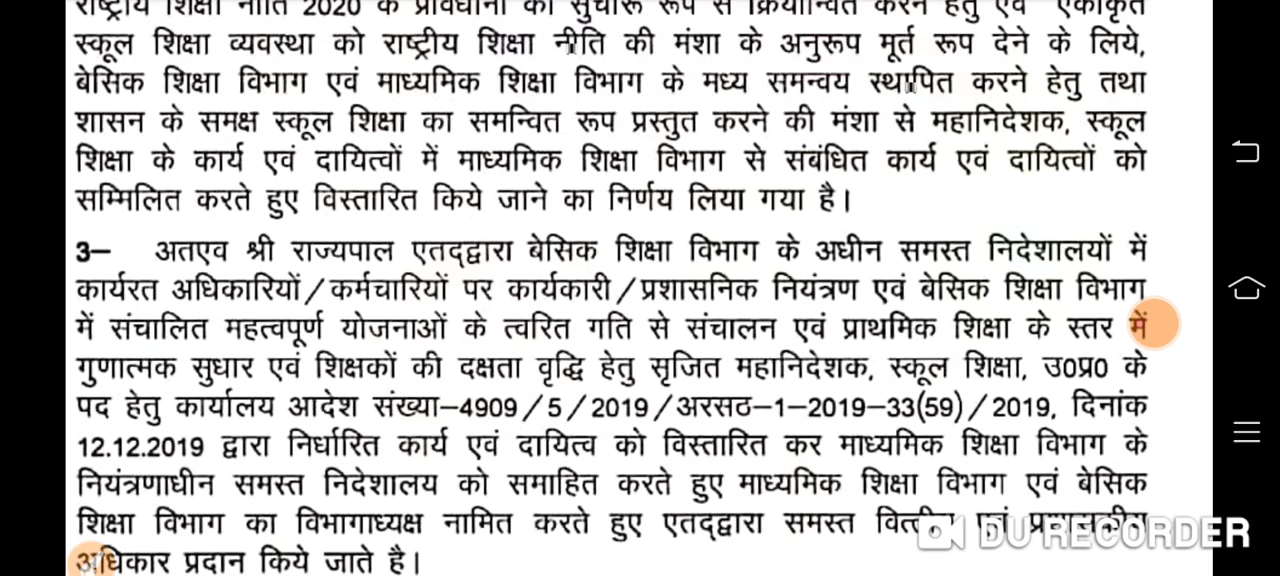 राष्ट्रीय शिक्षा नीति 2020 के प्रावधानों को सुचारू रूप से क्रियान्वित करने हेतु एवं एकीकृत
स्कूल शिक्षा व्यवस्था को राष्ट्रीय शिक्षा नीति की मंशा के अनुरूप मूर्त रूप देने के लिये,
बेसिक शिक्षा विभाग एवं माध्यमिक शिक्षा विभाग के मध्य समन्वय स्थापित करने हेतु तथा
शासन के समक्ष स्कूल शिक्षा का समन्वित रूप प्रस्तुत करने की मंशा से महानिदेशक, स्कूल
शिक्षा के कार्य एवं दायित्वों में माध्यमिक शिक्षा विभाग से संबंधित कार्य एवं दायित्वों को
सम्मिलित करते हुए विस्तारित किये जाने का निर्णय लिया गया है।
3– अतएव श्री राज्यपाल एतद्द्वारा बेसिक शिक्षा विभाग के अधीन समस्त निदेशालयों में
कार्यरत अधिकारियों/कर्मचारियों पर कार्यकारी/प्रशासनिक नियंत्रण एवं बेसिक शिक्षा विभाग
में संचालित महत्वपूर्ण योजनाओं के त्वरित गति से संचालन एवं प्राथमिक शिक्षा के स्तर में
गुणात्मक सुधार एवं शिक्षकों की दक्षता वृद्धि हेतु सृजित महानिदेशक, स्कूल शिक्षा, उ0प्र0 के
पद हेतु कार्यालय आदेश संख्या–4909/5/2019/अरसठ–1–2019–33(59)/2019, दिनांक
12.12.2019 द्वारा निर्धारित कार्य एवं दायित्व को विस्तारित कर माध्यमिक शिक्षा विभाग के
नियंत्रणाधीन समस्त निदेशालय को समाहित करते हुए माध्यमिक शिक्षा विभाग एवं बेसिक
शिक्षा विभाग का विभागाध्यक्ष नामित करते हुए एतद्द्वारा समस्त वित्तीय एवं प्रशासकीय
अधिकार प्रदान किये जाते है।
DU RECORDER